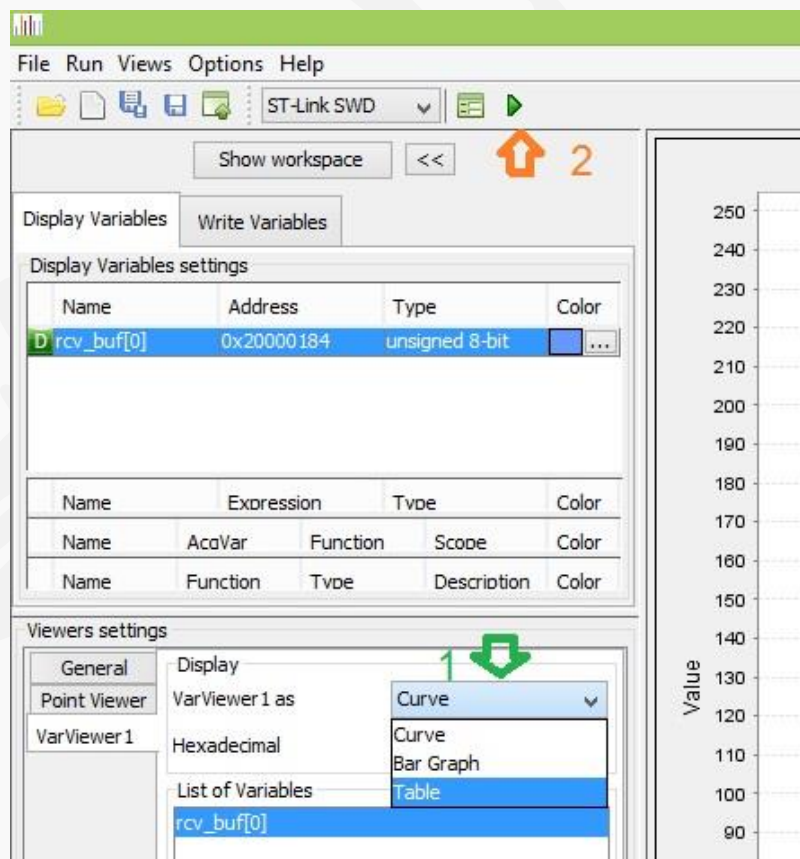 File Run Views Options Help
ST-Link SWD
Show workspace <<
2
Display Variables Write Variables
Display Variables settings
Name Address Type Color
D rcv_buf[0] 0x20000184 unsigned 8-bit ...
Name Expression Type Color
Name AcqVar Function Scope Color
Name Function Type Description Color
Viewers settings
General
Point Viewer
VarViewer1
Display
1
VarViewer1 as Curve
Hexadecimal
Curve
Bar Graph
Table
List of Variables
rcv_buf[0]
Value
250
240
230
220
210
200
190
180
170
160
150
140
130
120
110
100
90